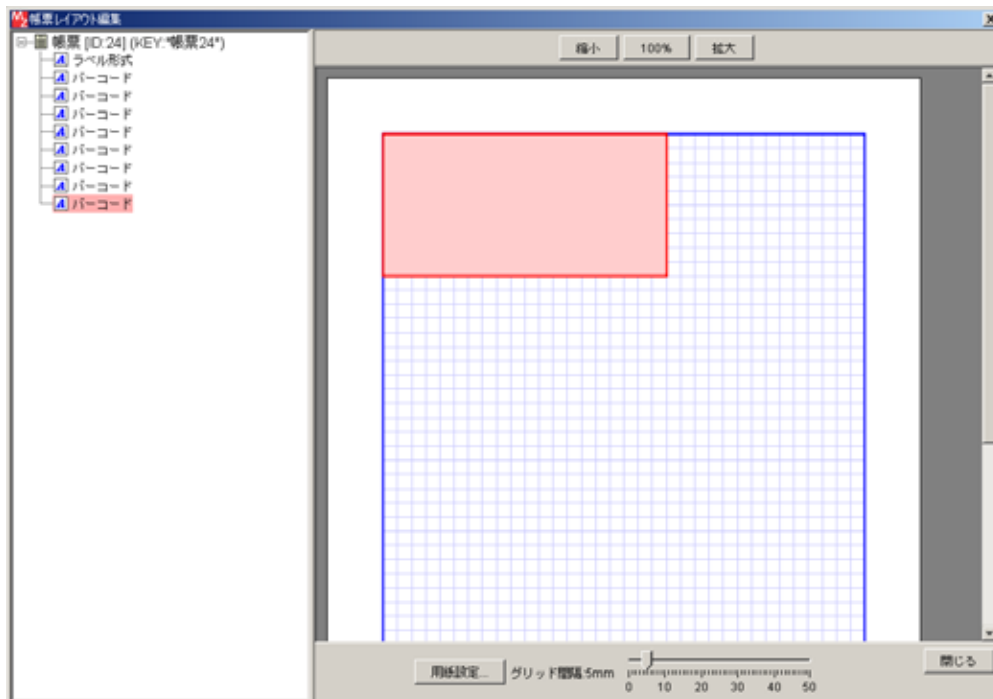 M2帳票レイアウト編集
帳票 [ID:24] (KEY:"帳票24")
ラベル形式
バーコード
バーコード
バーコード
バーコード
バーコード
バーコード
バーコード
バーコード
縮小 100% 拡大
用紙設定... グリッド間隔:5mm
0 10 20 30 40 50
閉じる